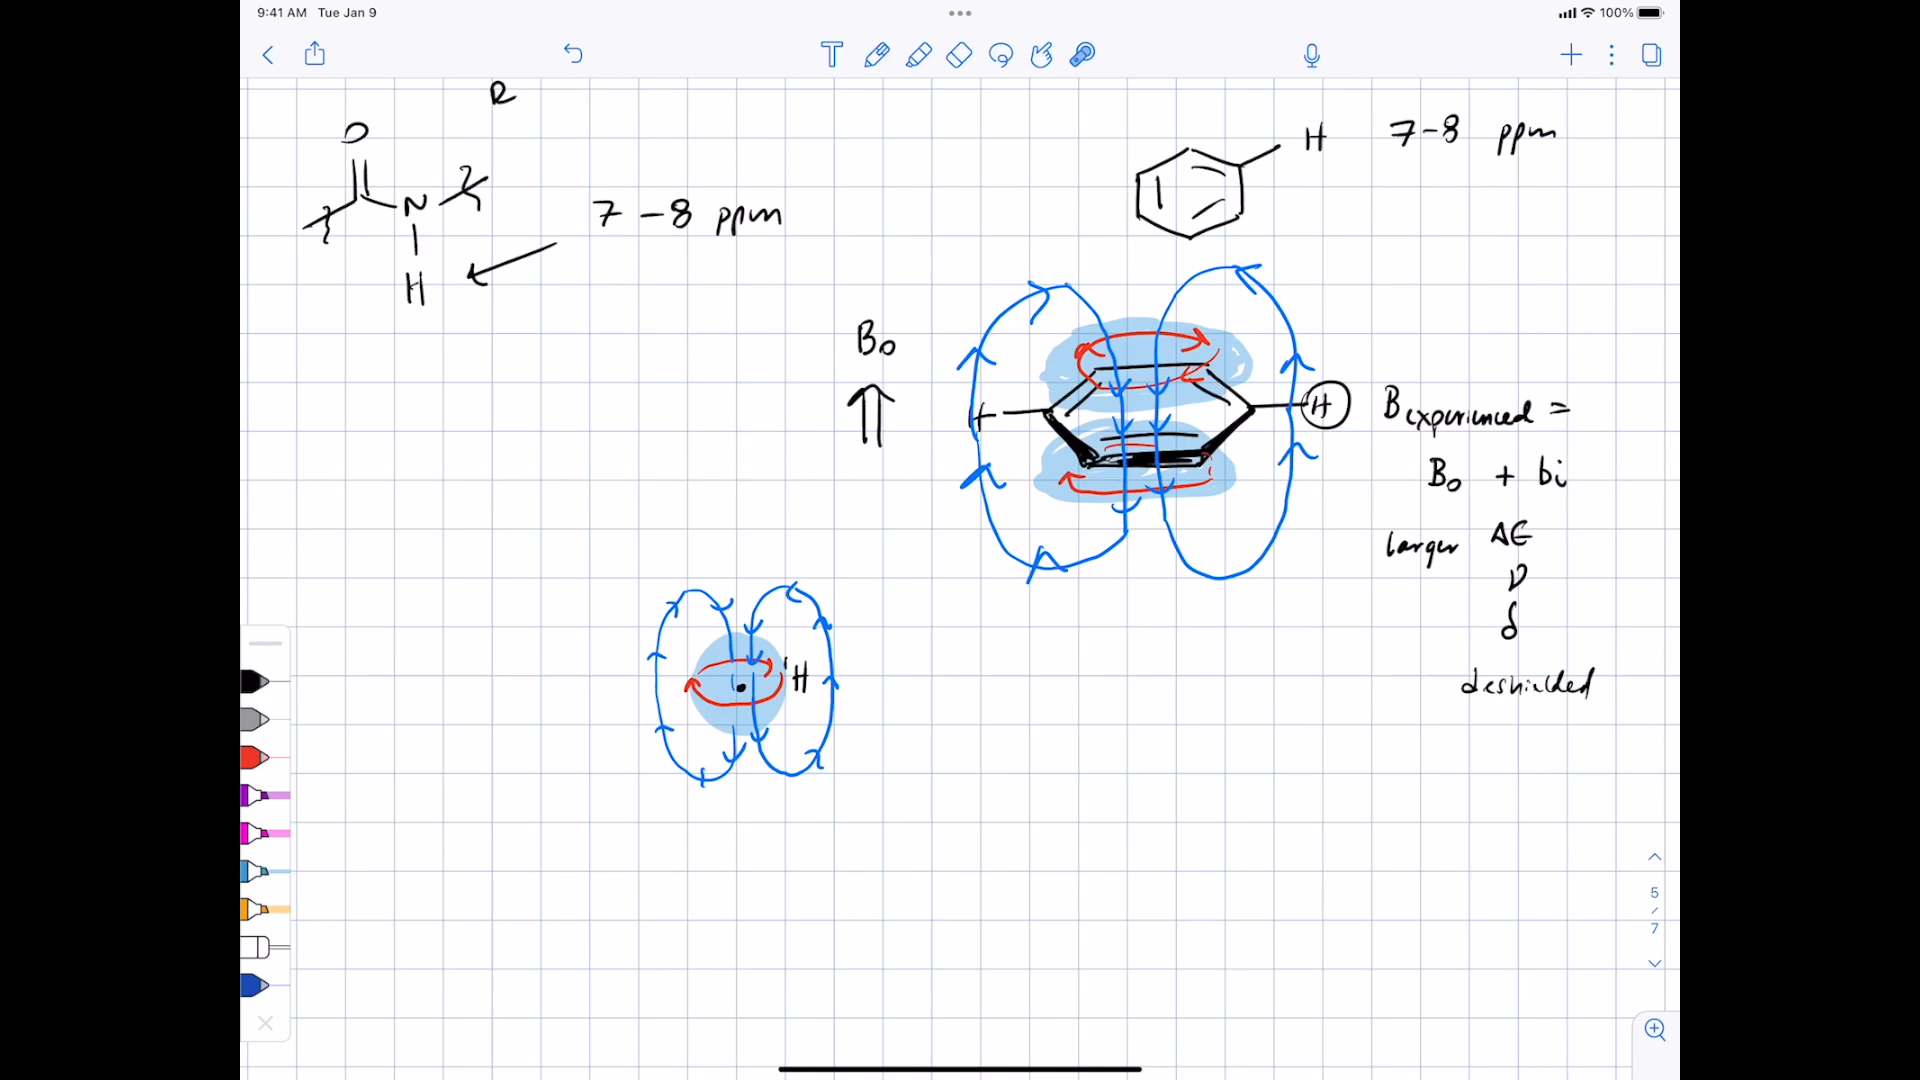 9:41 AM Tue Jan 9
100%
R
O
N
H
7 - 8 ppm
H 7-8 ppm
B₀
H
H
B experienced =
B₀ + bi
larger ΔE
ν
δ
deshielded
¹H
5
/
7